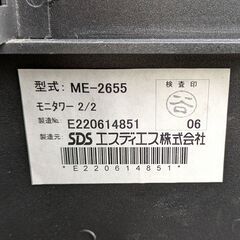 型式: ME-2655
検査印
谷
モニタワー 2/2
製造No. E220614851 06
製造元: SDS エスディエス株式会社
*E220614851*